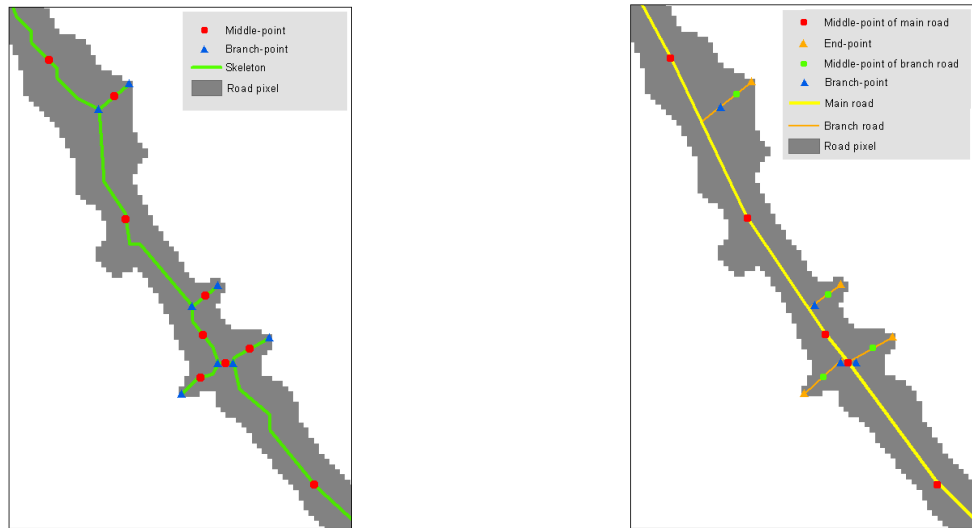 Middle-point
Branch-point
Skeleton
Road pixel
Middle-point of main road
End-point
Middle-point of branch road
Branch-point
Main road
Branch road
Road pixel